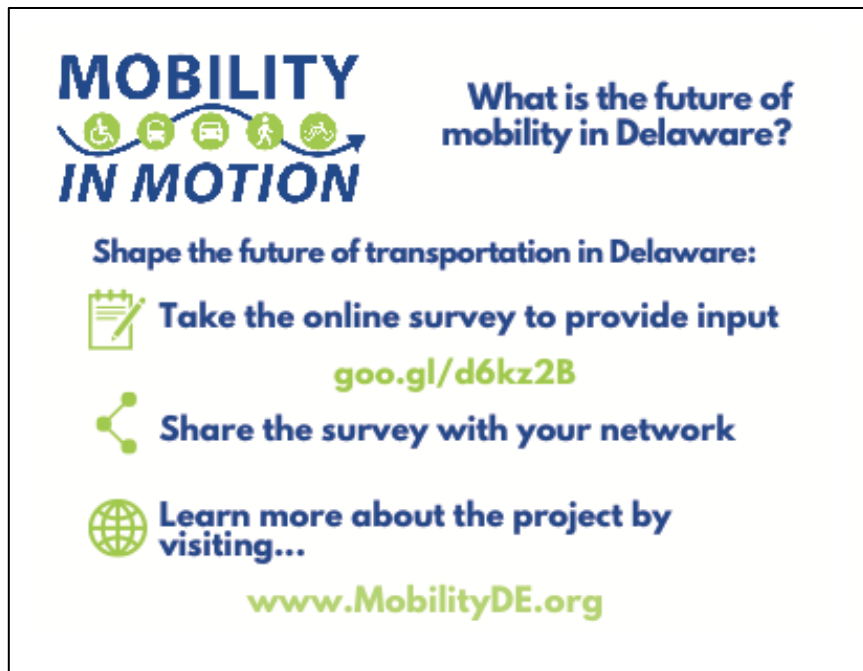 MOBILITY
IN MOTION
What is the future of
mobility in Delaware?
Shape the future of transportation in Delaware:
Take the online survey to provide input
goo.gl/d6kz2B
Share the survey with your network
Learn more about the project by
visiting...
www.MobilityDE.org